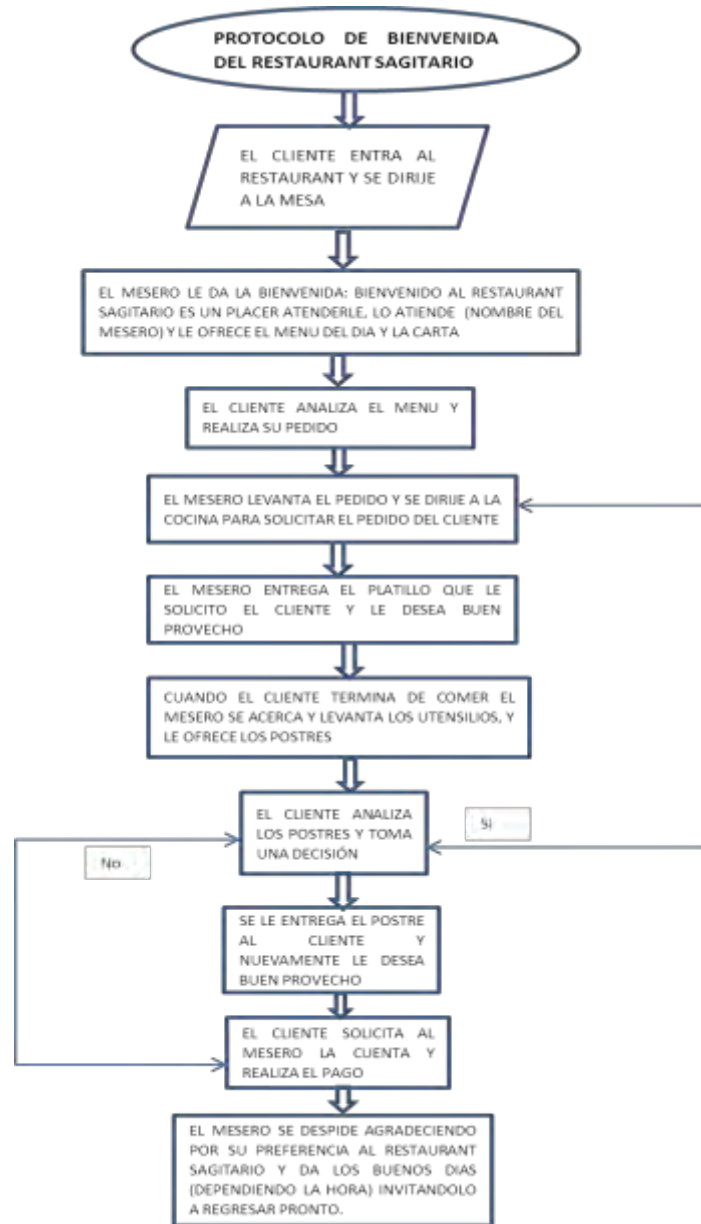 PROTOCOLO DE BIENVENIDA
DEL RESTAURANT SAGITARIO
EL CLIENTE ENTRA AL
RESTAURANT Y SE DIRIJE
A LA MESA
EL MESERO LE DA LA BIENVENIDA: BIENVENIDO AL RESTAURANT
SAGITARIO ES UN PLACER ATENDERLE, LO ATIENDE (NOMBRE DEL
MESERO) Y LE OFRECE EL MENU DEL DIA Y LA CARTA
EL CLIENTE ANALIZA EL MENU Y
REALIZA SU PEDIDO
EL MESERO LEVANTA EL PEDIDO Y SE DIRIJE A LA
COCINA PARA SOLICITAR EL PEDIDO DEL CLIENTE
EL MESERO ENTREGA EL PLATILLO QUE LE
SOLICITO EL CLIENTE Y LE DESEA BUEN
PROVECHO
CUANDO EL CLIENTE TERMINA DE COMER EL
MESERO SE ACERCA Y LEVANTA LOS UTENSILIOS, Y
LE OFRECE LOS POSTRES
EL CLIENTE ANALIZA
LOS POSTRES Y TOMA
UNA DECISIÓN
Si
No
SE LE ENTREGA EL POSTRE
AL CLIENTE Y
NUEVAMENTE LE DESEA
BUEN PROVECHO
EL CLIENTE SOLICITA AL
MESERO LA CUENTA Y
REALIZA EL PAGO
EL MESERO SE DESPIDE AGRADECIENDO
POR SU PREFERENCIA AL RESTAURANT
SAGITARIO Y DA LOS BUENOS DIAS
(DEPENDIENDO LA HORA) INVITANDOLO
A REGRESAR PRONTO.